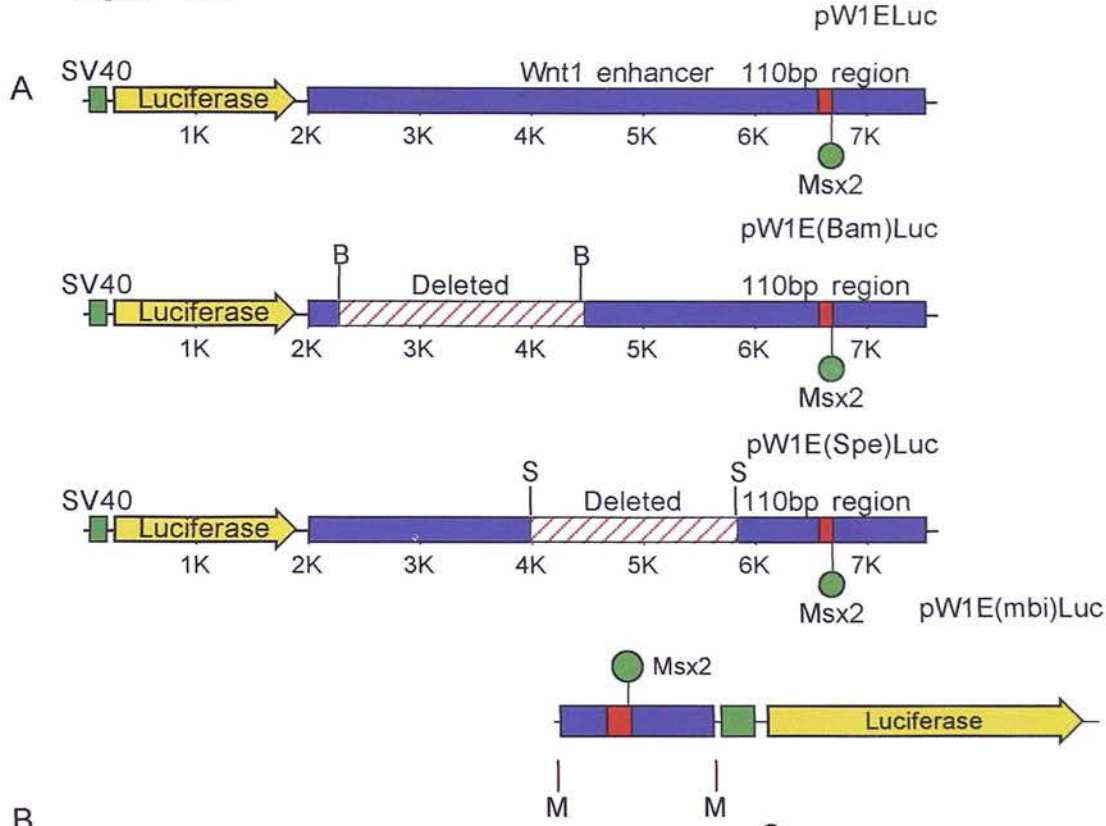 pW1ELuc
A
SV40
Wnt1 enhancer 110bp region
Luciferase
1K 2K 3K 4K 5K 6K 7K
Msx2
pW1E(Bam)Luc
B B
SV40 Deleted 110bp region
Luciferase
1K 2K 3K 4K 5K 6K 7K
Msx2
pW1E(Spe)Luc
S S
SV40 Deleted 110bp region
Luciferase
1K 2K 3K 4K 5K 6K 7K
Msx2
pW1E(mbi)Luc
Msx2
Luciferase
M M
B